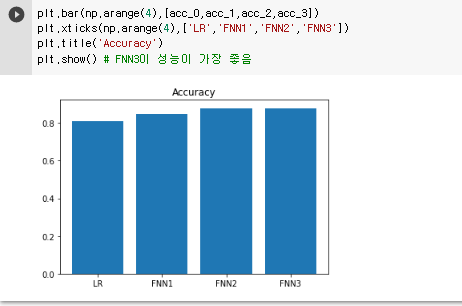 plt.bar(np.arange(4),[acc_0,acc_1,acc_2,acc_3])
plt.xticks(np.arange(4),['LR','FNN1','FNN2','FNN3'])
plt.title('Accuracy')
plt.show() # FNN3이 성능이 가장 좋음
Accuracy
0.8
0.6
0.4
0.2
0.0
LR FNN1 FNN2 FNN3